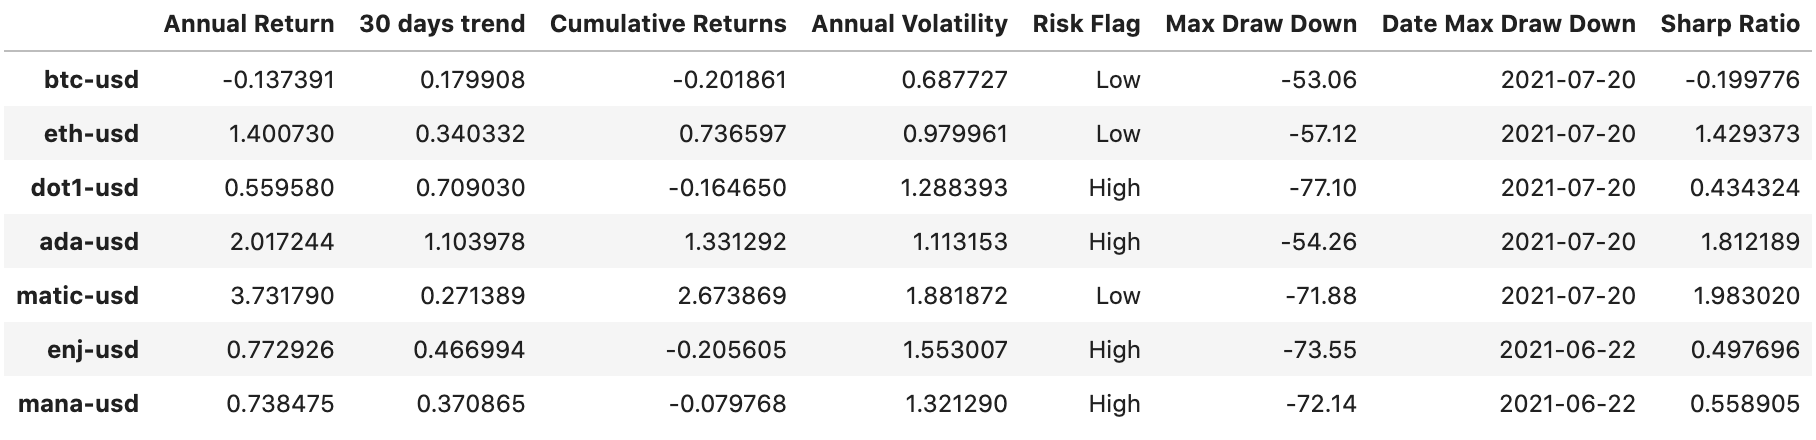 Annual Return 30 days trend Cumulative Returns Annual Volatility Risk Flag Max Draw Down Date Max Draw Down Sharp Ratio
btc-usd -0.137391 0.179908 -0.201861 0.687727 Low -53.06 2021-07-20 -0.199776
eth-usd 1.400730 0.340332 0.736597 0.979961 Low -57.12 2021-07-20 1.429373
dot1-usd 0.559580 0.709030 -0.164650 1.288393 High -77.10 2021-07-20 0.434324
ada-usd 2.017244 1.103978 1.331292 1.113153 High -54.26 2021-07-20 1.812189
matic-usd 3.731790 0.271389 2.673869 1.881872 Low -71.88 2021-07-20 1.983020
enj-usd 0.772926 0.466994 -0.205605 1.553007 High -73.55 2021-06-22 0.497696
mana-usd 0.738475 0.370865 -0.079768 1.321290 High -72.14 2021-06-22 0.558905